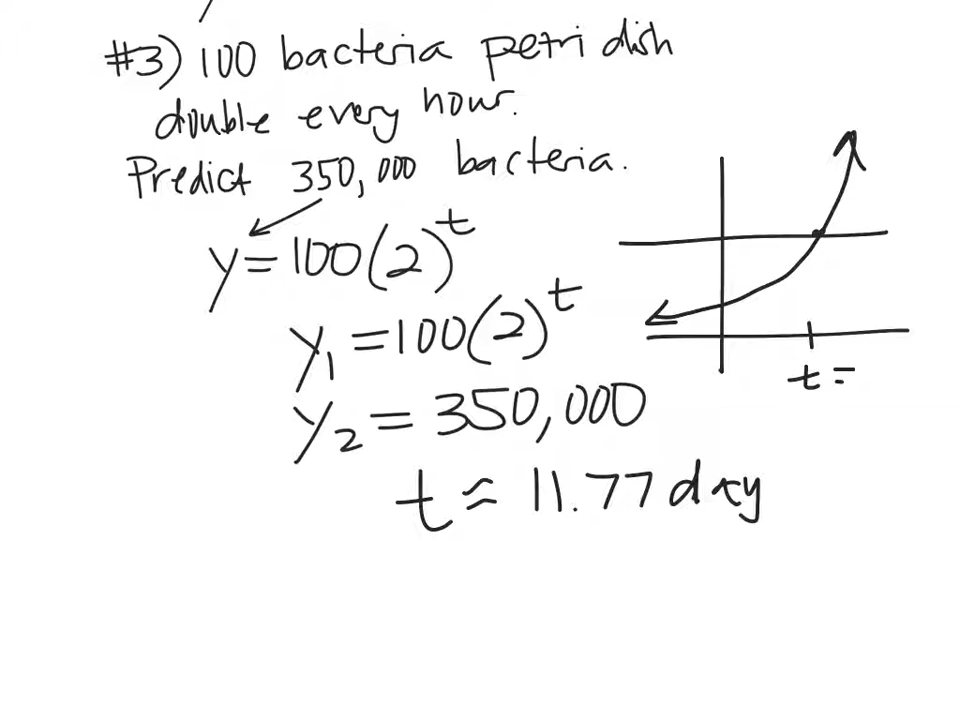 #3) 100 bacteria petri dish
double every hour.
Predict 350,000 bacteria.
y = 100(2)^t
y₁ = 100(2)^t
t =
y₂ = 350,000
t ≈ 11.77 day